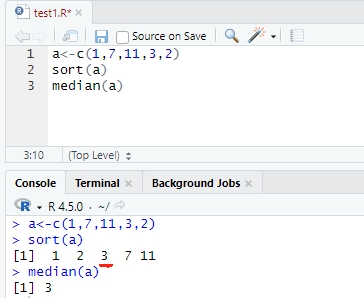 test1.R*
Source on Save
1 a<-c(1,7,11,3,2)
2 sort(a)
3 median(a)
3:10 (Top Level)
Console Terminal Background Jobs
R 4.5.0 · ~/
> a<-c(1,7,11,3,2)
> sort(a)
[1]  1  2  3  7 11
> median(a)
[1] 3